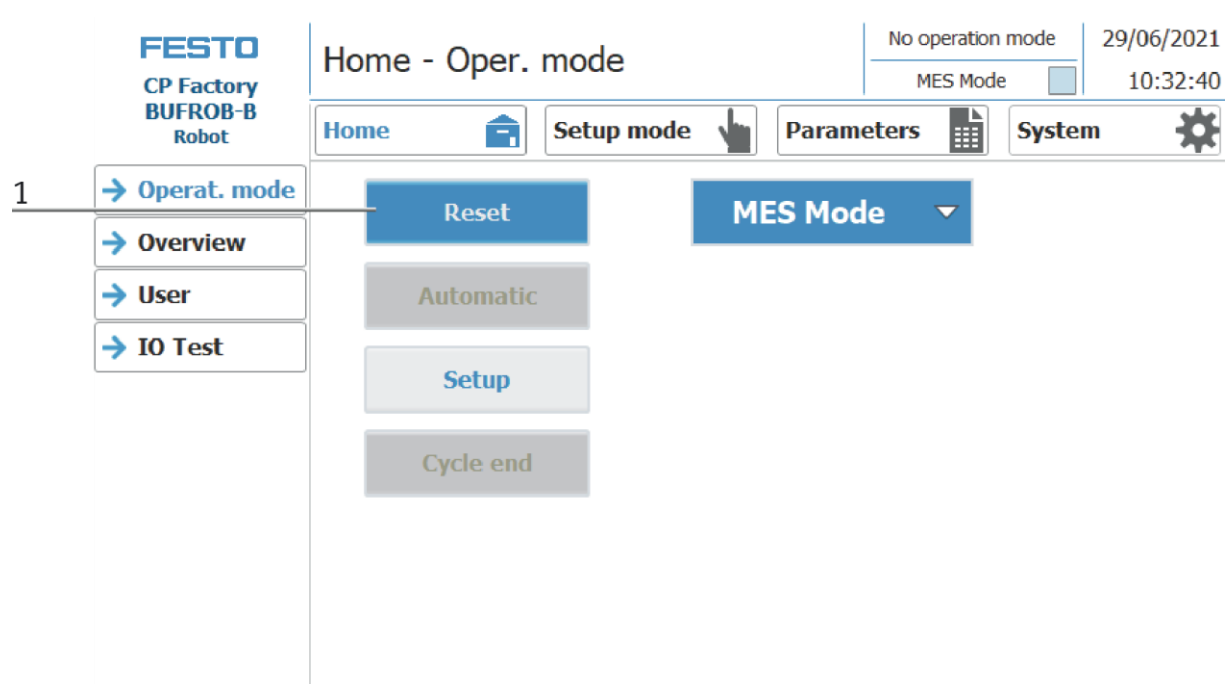 FESTO
CP Factory
BUFROB-B
Robot
Home - Oper. mode
No operation mode
MES Mode
29/06/2021
10:32:40
Home
Setup mode
Parameters
System
1
Operat. mode
Overview
User
IO Test
Reset
MES Mode
Automatic
Setup
Cycle end